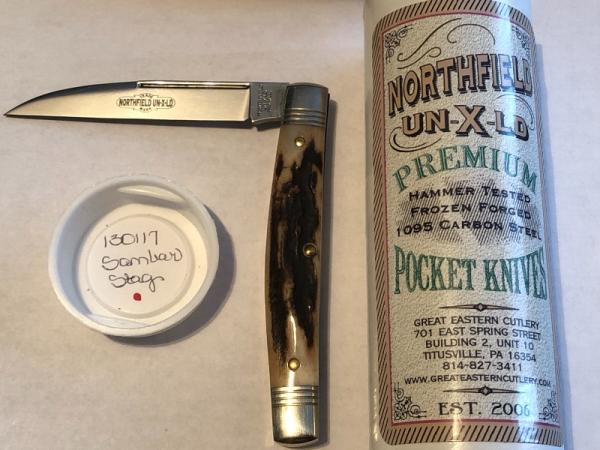 TRADE
NORTHFIELD UN-X-LD
MARK
130117
Sambar
Stag
NORTHFIELD
UN-X-LD
PREMIUM
HAMMER TESTED
FROZEN FORGED
1095 CARBON STEEL
POCKET KNIVES
GREAT EASTERN CUTLERY
701 EAST SPRING STREET
BUILDING 2, UNIT 10
TITUSVILLE, PA 16354
814-827-3411
WWW.GREATEASTERNCUTLERY.COM
EST. 2006